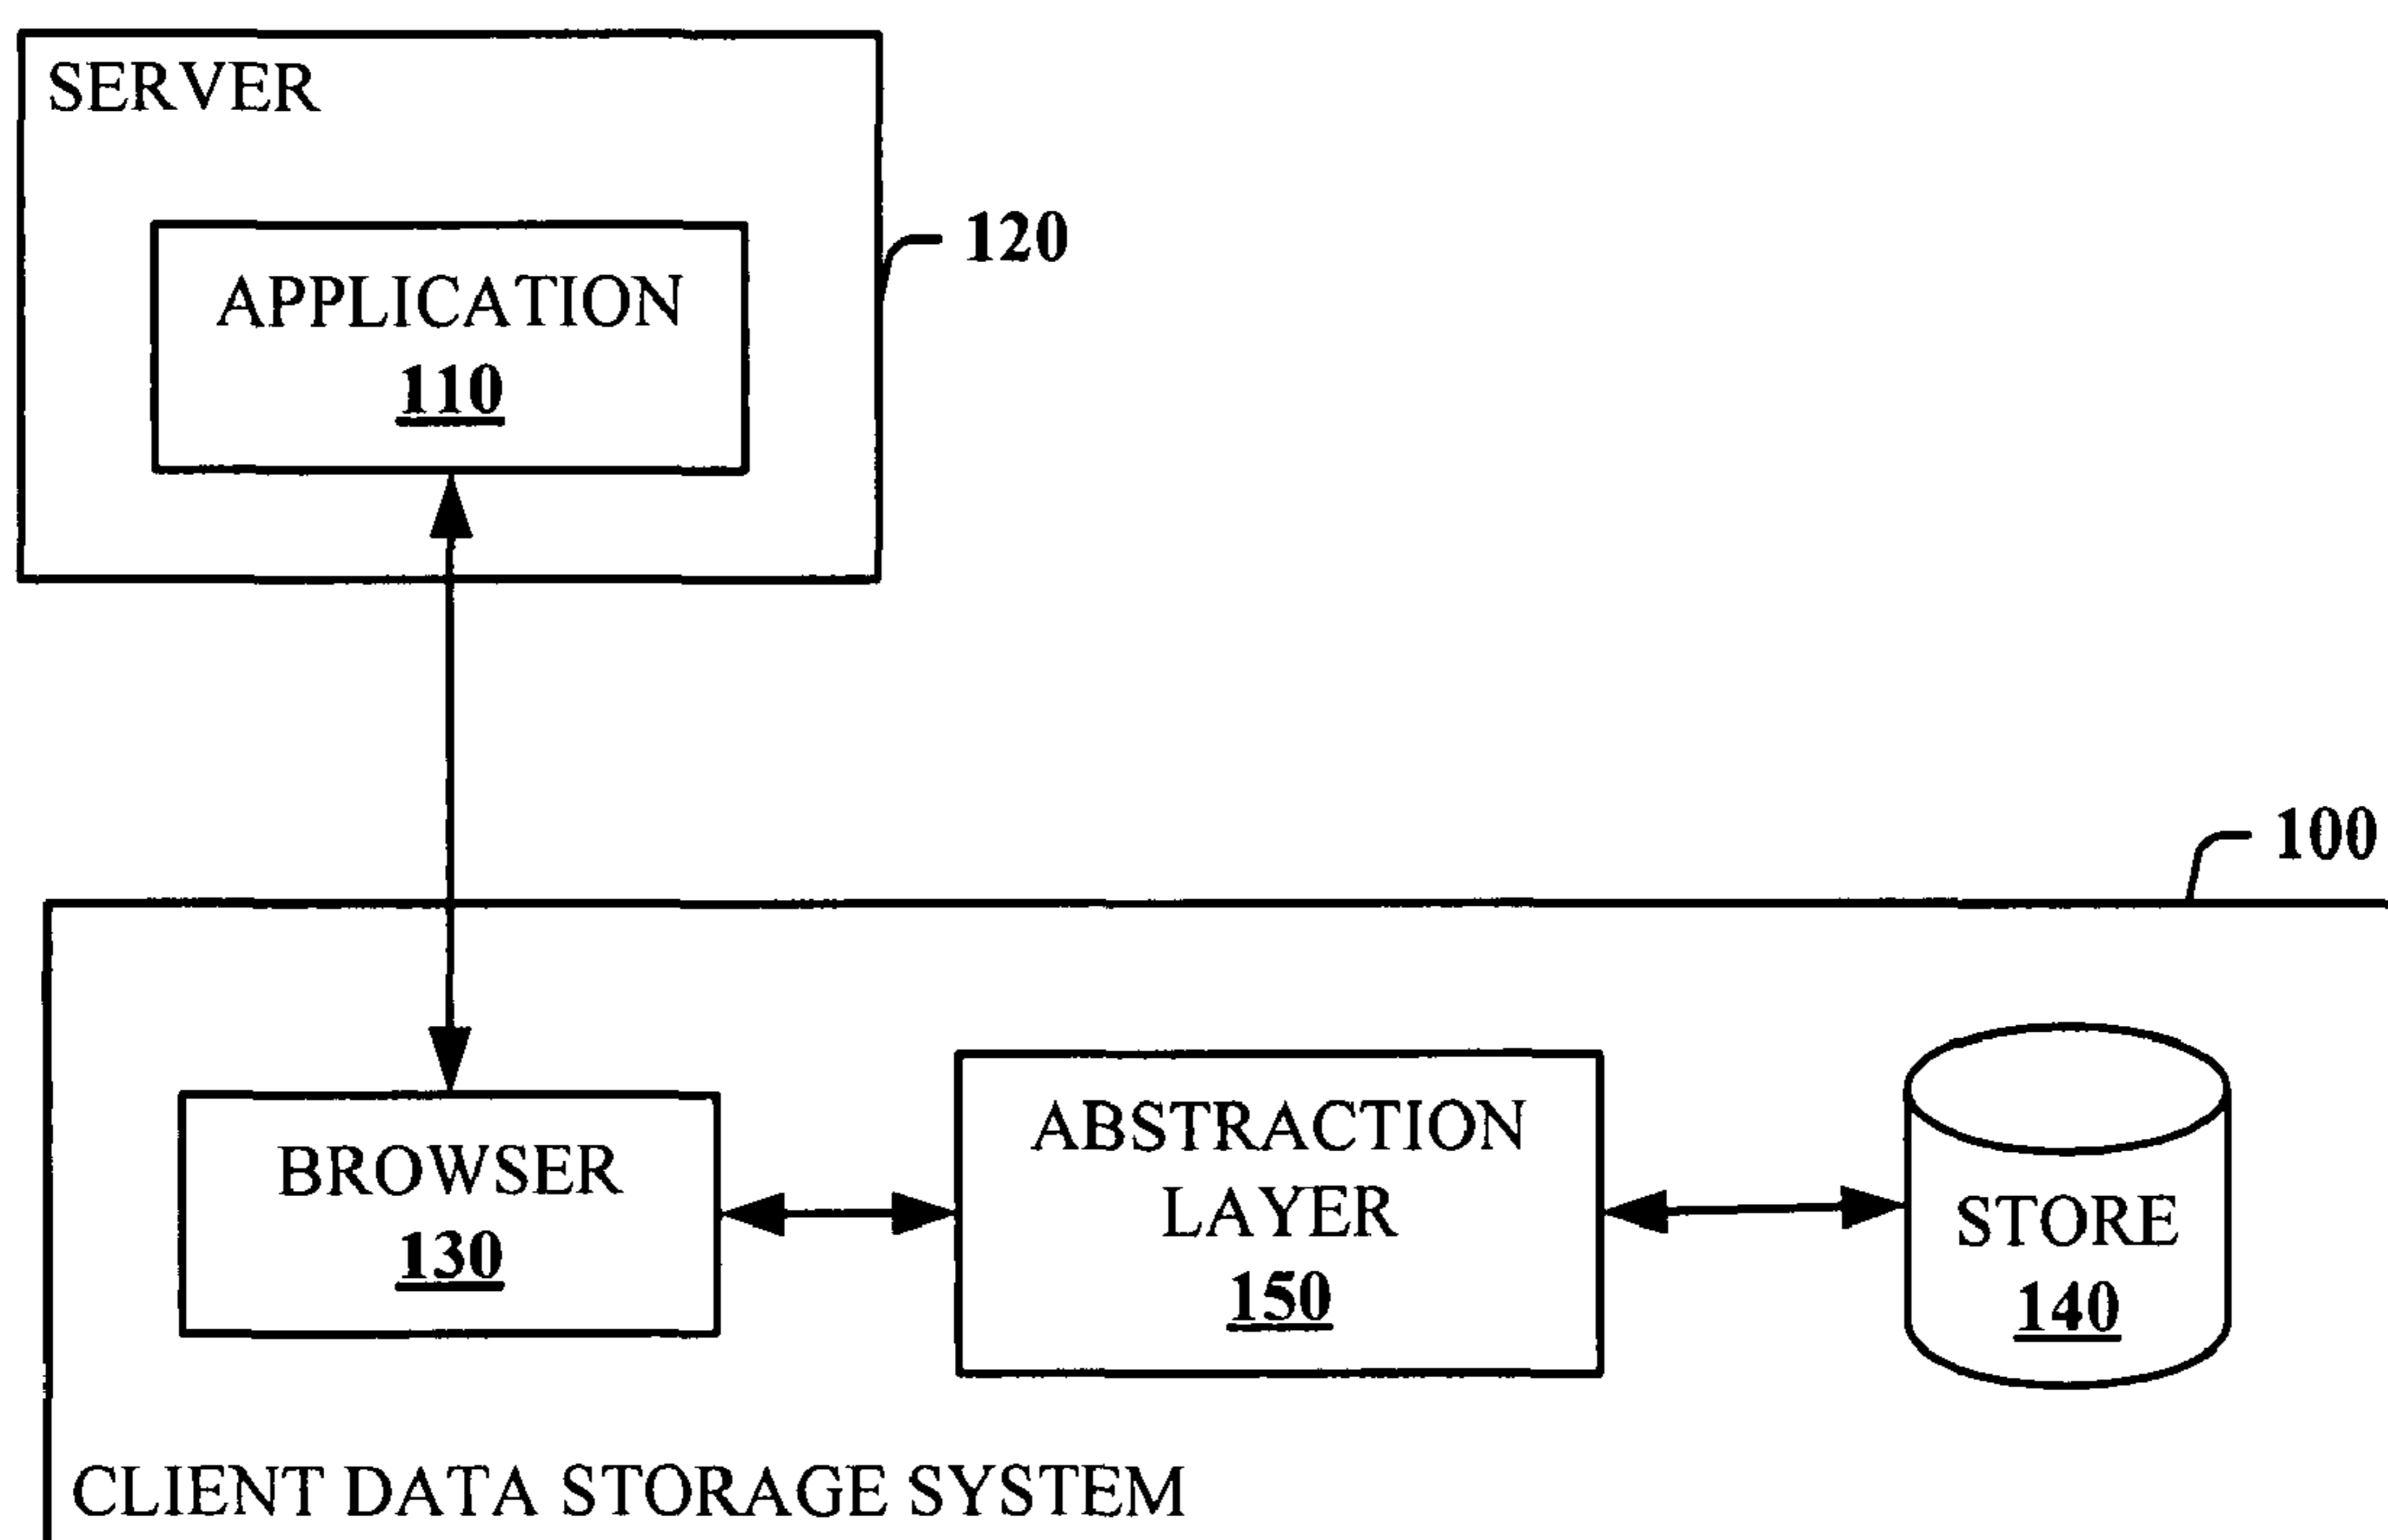 SERVER
APPLICATION
110
120
100
BROWSER
130
ABSTRACTION
LAYER
150
STORE
140
CLIENT DATA STORAGE SYSTEM